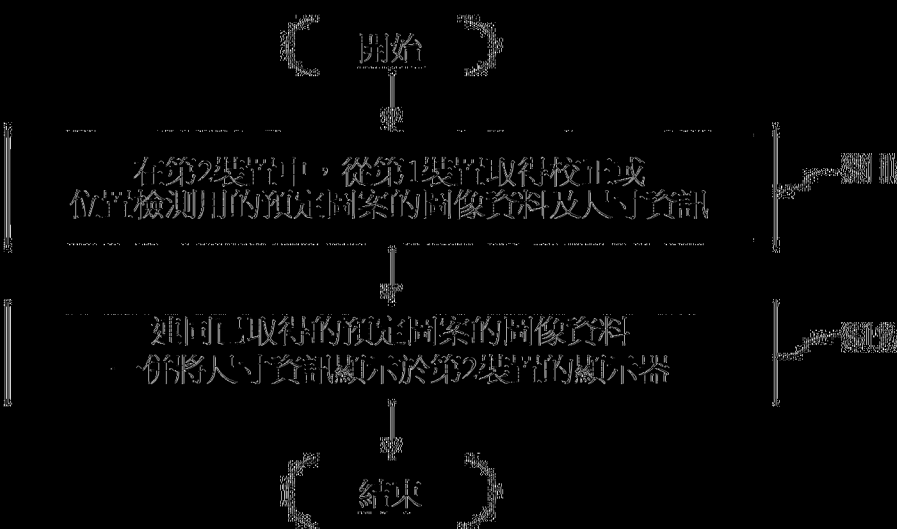 開始
在第2裝置中，從第1裝置取得校正或
位置檢測用的預定圖案的圖像資料及尺寸資訊
連同已取得的預定圖案的圖像資料
一併將尺寸資訊顯示於第2裝置的顯示器
結束